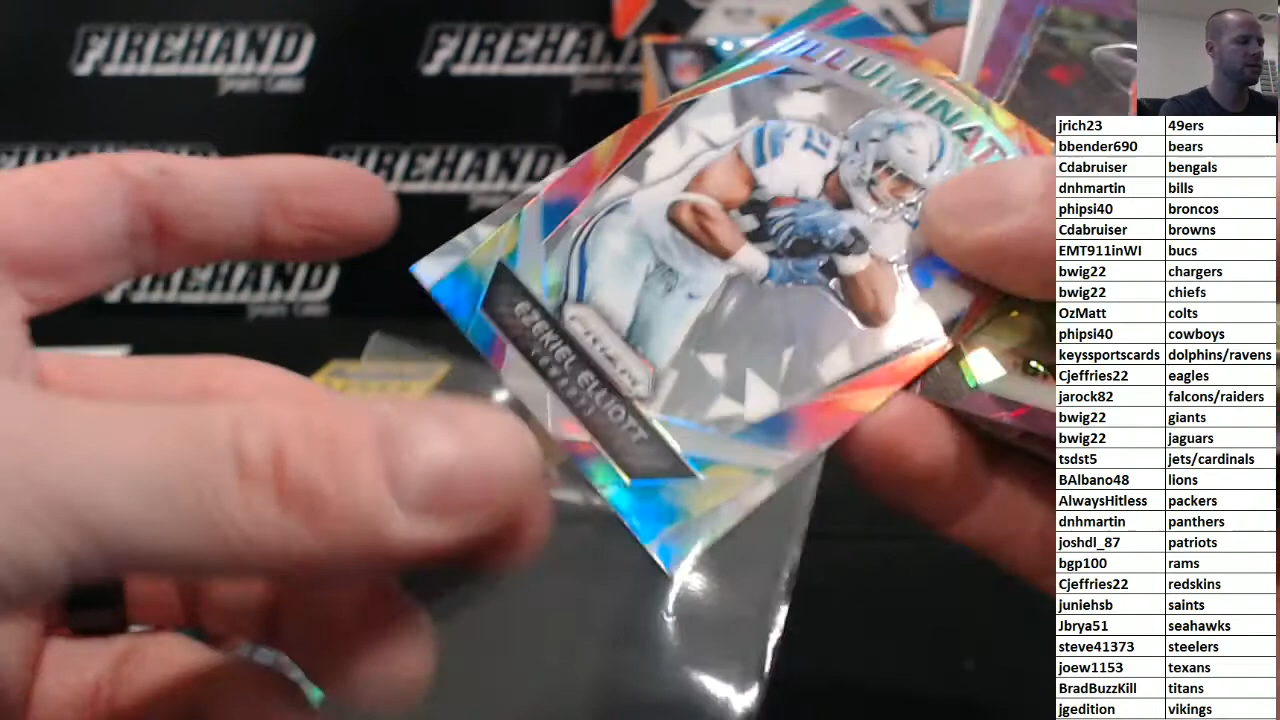 FIREHAND FIREHAND
FIREHAND
FIREHAND
ILLUMINAT
21
PRIZM
EZEKIEL ELLIOTT
COWBOYS
jrich23 49ers
bbender690 bears
Cdabruiser bengals
dnhmartin bills
phipsi40 broncos
Cdabruiser browns
EMT911inWI bucs
bwig22 chargers
bwig22 chiefs
OzMatt colts
phipsi40 cowboys
keyssportscards dolphins/ravens
Cjeffries22 eagles
jarock82 falcons/raiders
bwig22 giants
bwig22 jaguars
tsdst5 jets/cardinals
BAlbano48 lions
AlwaysHitless packers
dnhmartin panthers
joshdl_87 patriots
bgp100 rams
Cjeffries22 redskins
juniehsb saints
Jbrya51 seahawks
steve41373 steelers
joew1153 texans
BradBuzzKill titans
jgedition vikings